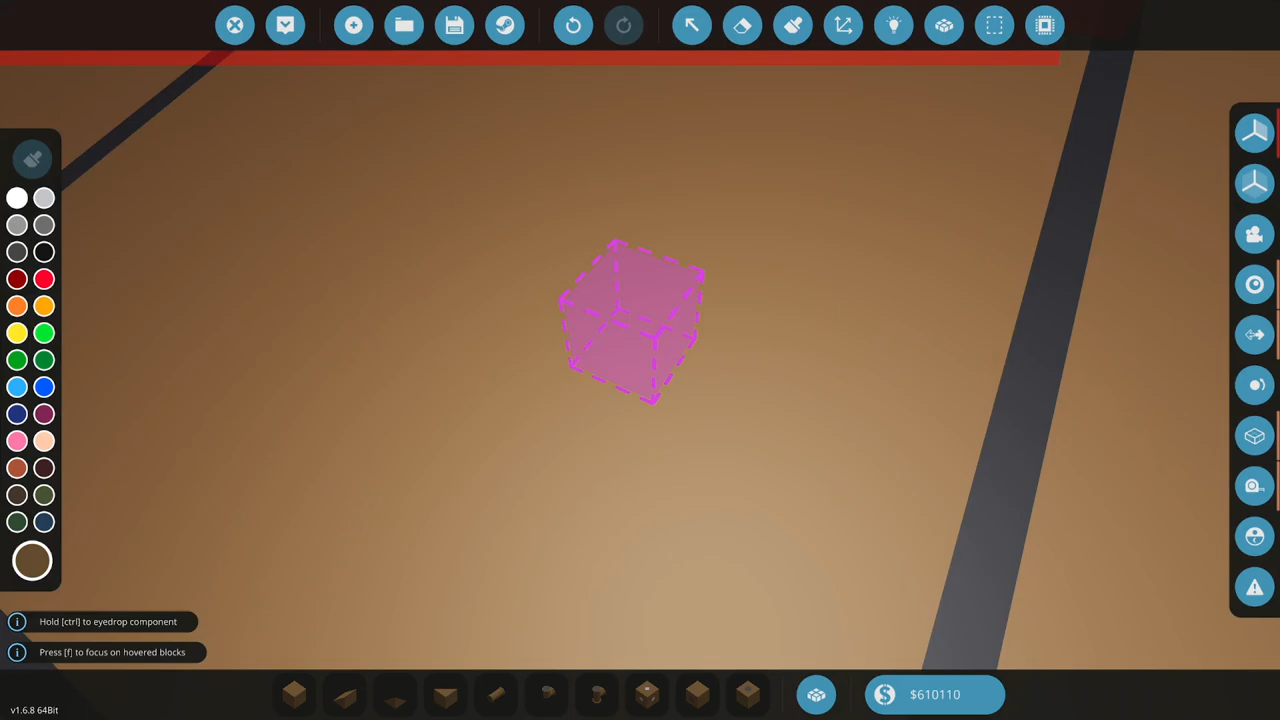 Hold [ctrl] to eyedrop component
Press [f] to focus on hovered blocks
$610110
v1.6.8 64Bit